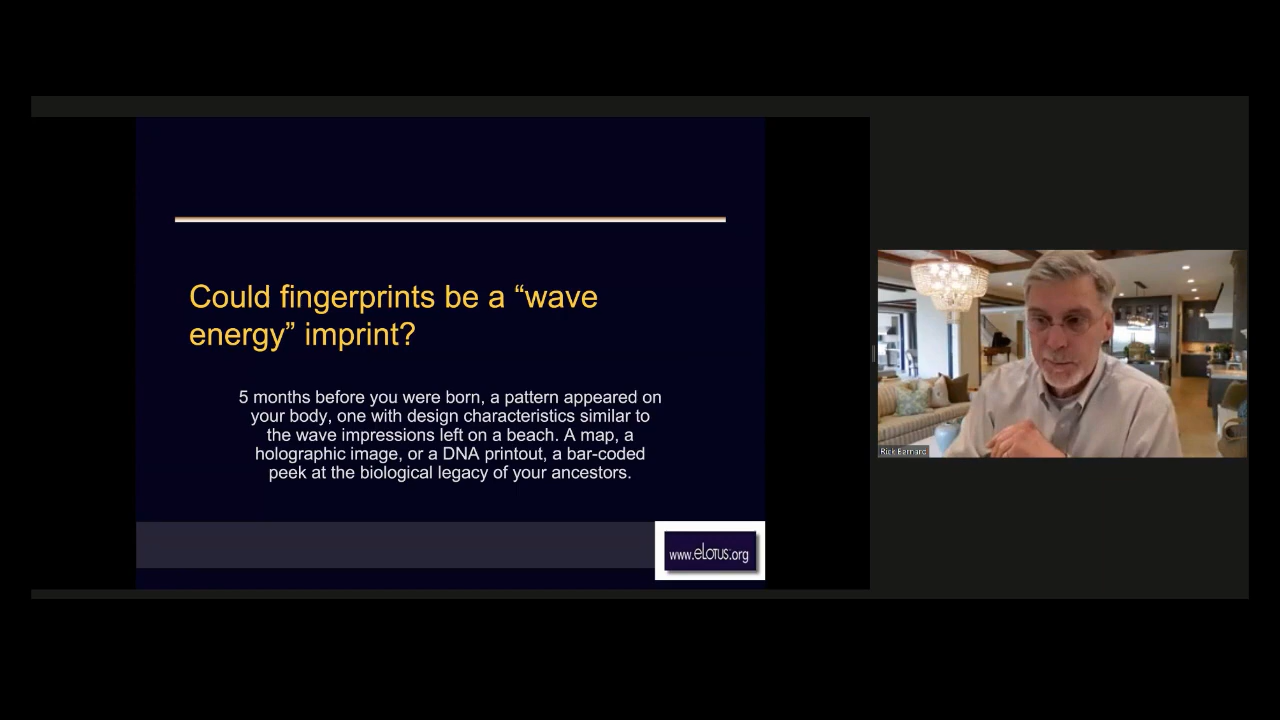 Could fingerprints be a “wave
energy” imprint?
5 months before you were born, a pattern appeared on
your body, one with design characteristics similar to
the wave impressions left on a beach. A map, a
holographic image, or a DNA printout, a bar-coded
peek at the biological legacy of your ancestors.
www.eLotus.org
Rick Bernard